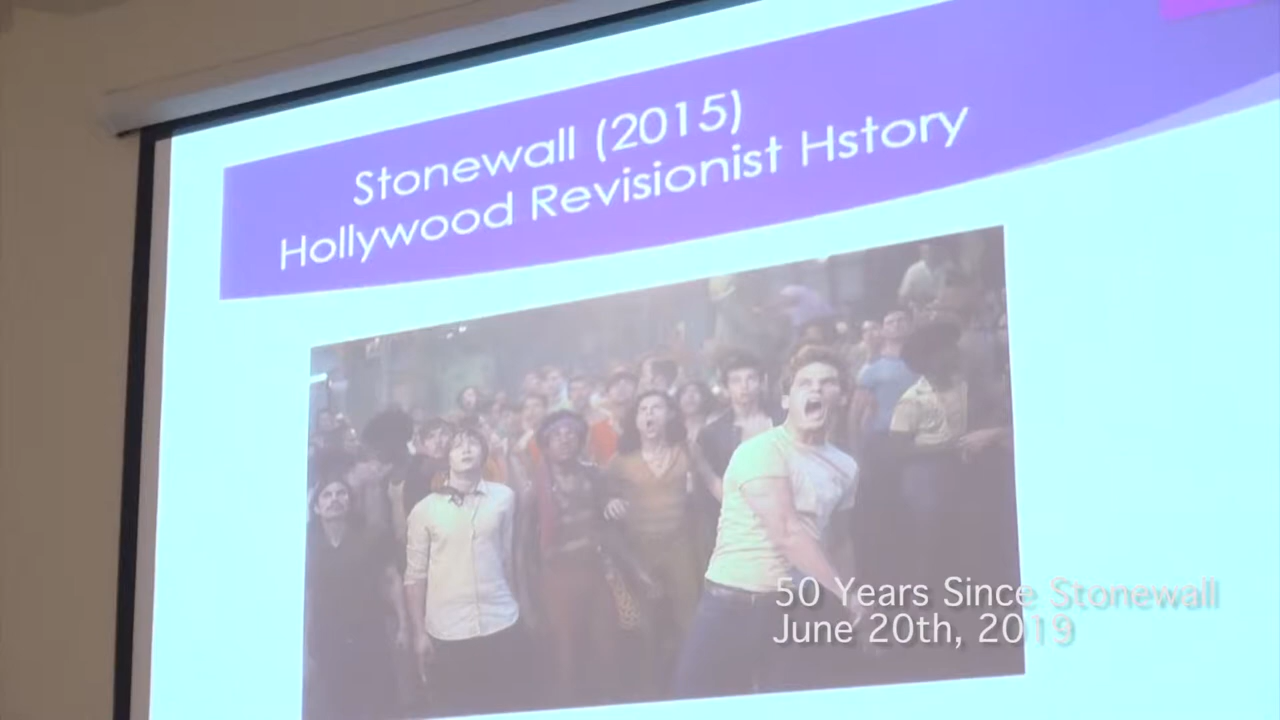 Stonewall (2015)
Hollywood Revisionist Hstory
50 Years Since Stonewall
June 20th, 2019